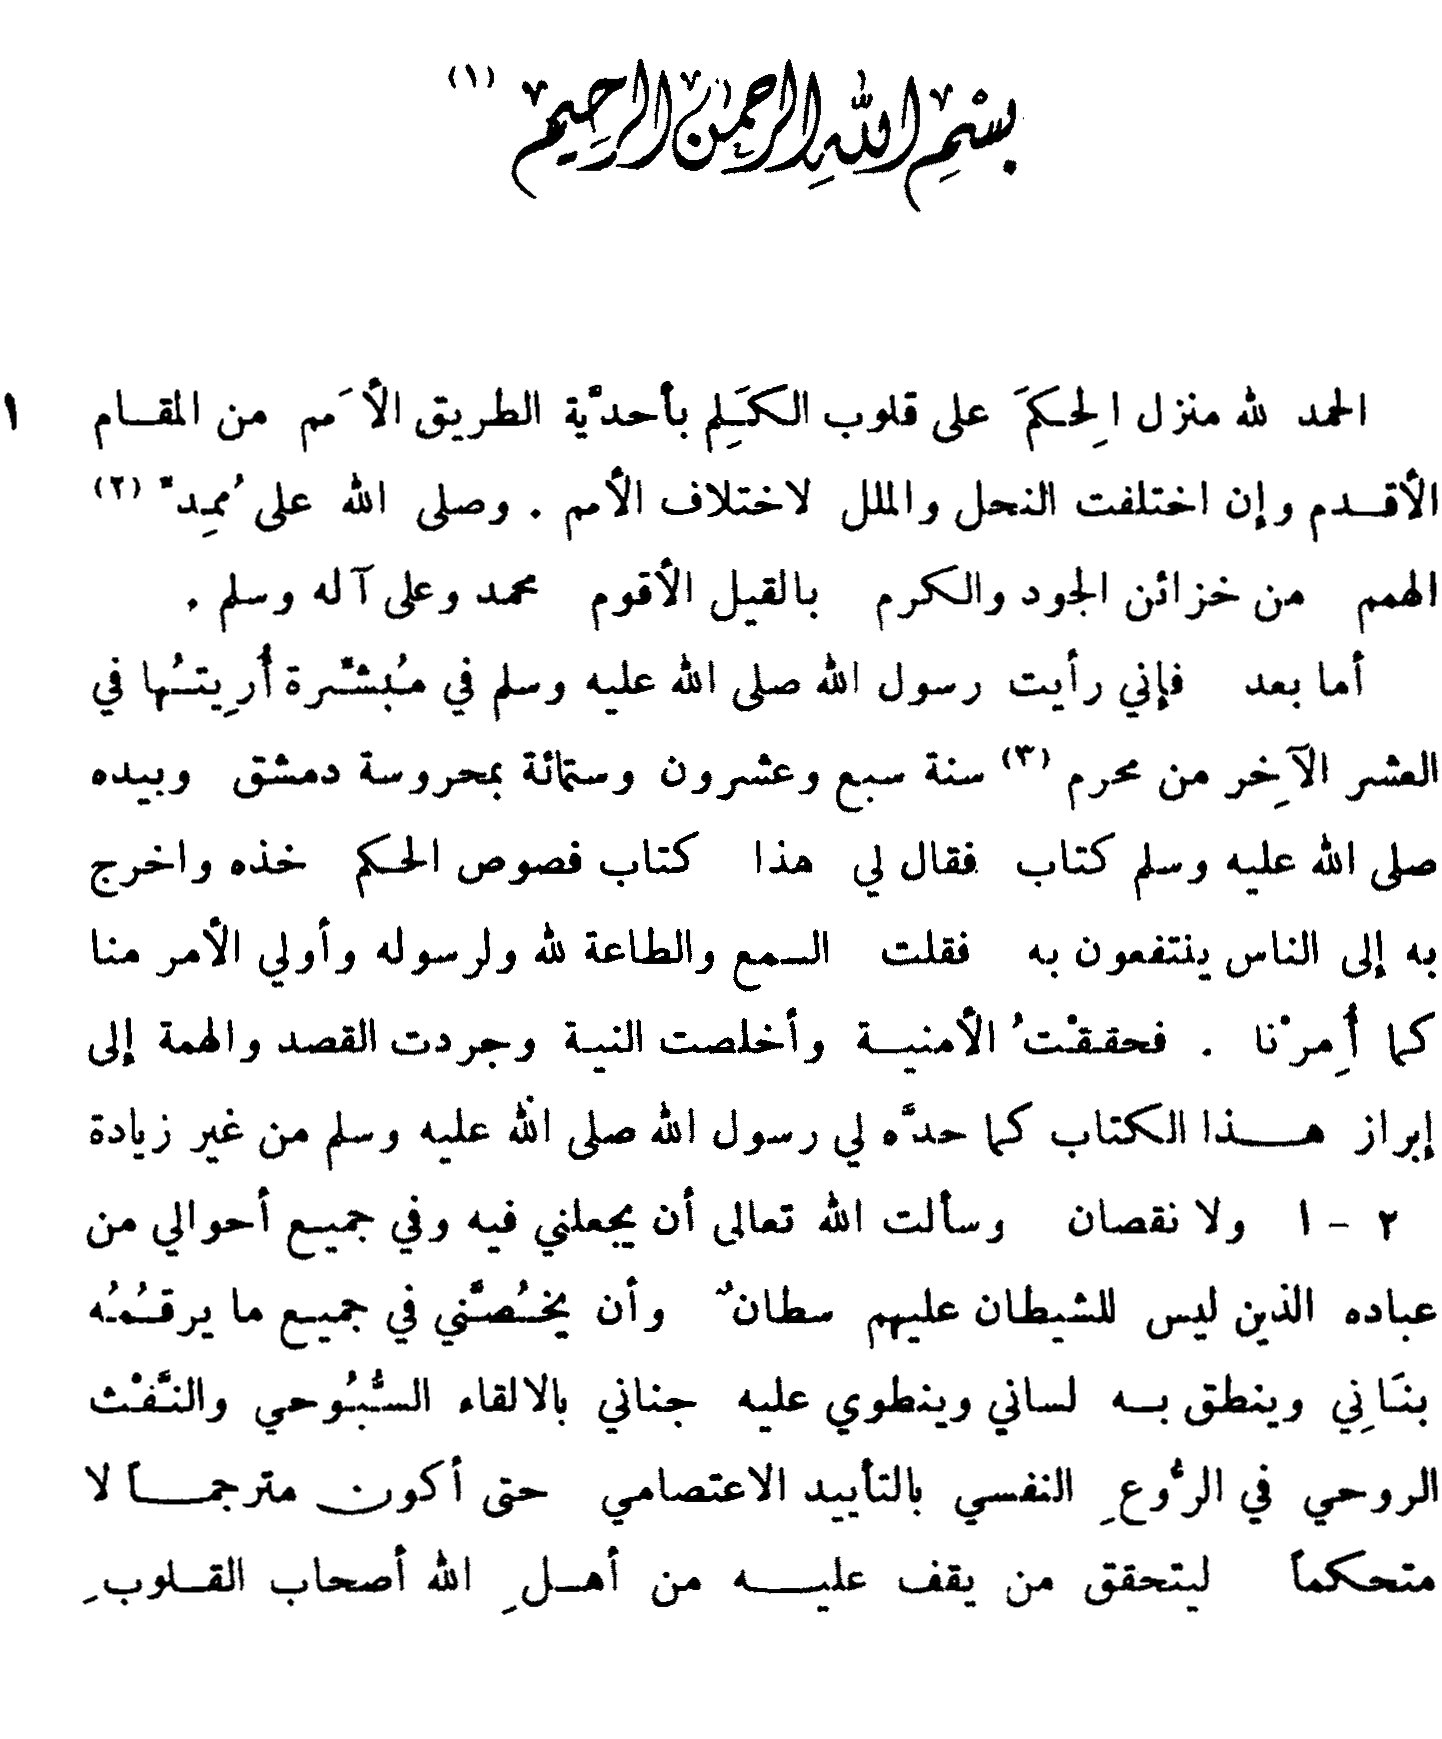 بسم الله الرحمن الرحيم (١)
الحمد لله منزل الحِكمَ على قلوب الكَلِم بأحديَّة الطريق الأَمم من المقام ١
الأقدم وإن اختلفت النحل والملل لاختلاف الأمم . وصلى الله على مُمِدّ (٢)
الهمم من خزائن الجود والكرم بالقيل الأقوم محمد وعلى آله وسلم .
أما بعد فإني رأيت رسول الله صلى الله عليه وسلم في مُبشّرة أُرِيتُها في
العشر الآخِر من محرم (٣) سنة سبع وعشرون وستمائة بمحروسة دمشق وبيده
صلى الله عليه وسلم كتاب فقال لي هذا كتاب فصوص الحكم خذه واخرج
به إلى الناس ينتفعون به فقلت السمع والطاعة لله ولرسوله وأولي الأمر منا
كما أُمِرْنا . فحققْتُ الأمنية وأخلصت النية وجردت القصد والهمة إلى
إبراز هذا الكتاب كما حدَّه لي رسول الله صلى الله عليه وسلم من غير زيادة
٢ - ا ولا نقصان وسألت الله تعالى أن يجعلني فيه وفي جميع أحوالي من
عباده الذين ليس للشيطان عليهم سطانٌ وأن يخُصَّني في جميع ما يرقُمُه
بنَانِي وينطق به لساني وينطوي عليه جناني بالالقاء السُّبُوحي والنَّفْث
الروحي في الرُّوعِ النفسي بالتأييد الاعتصامي حتى أكون مترجماً لا
متحكماً ليتحقق من يقف عليه من أهلِ الله أصحاب القلوبِ